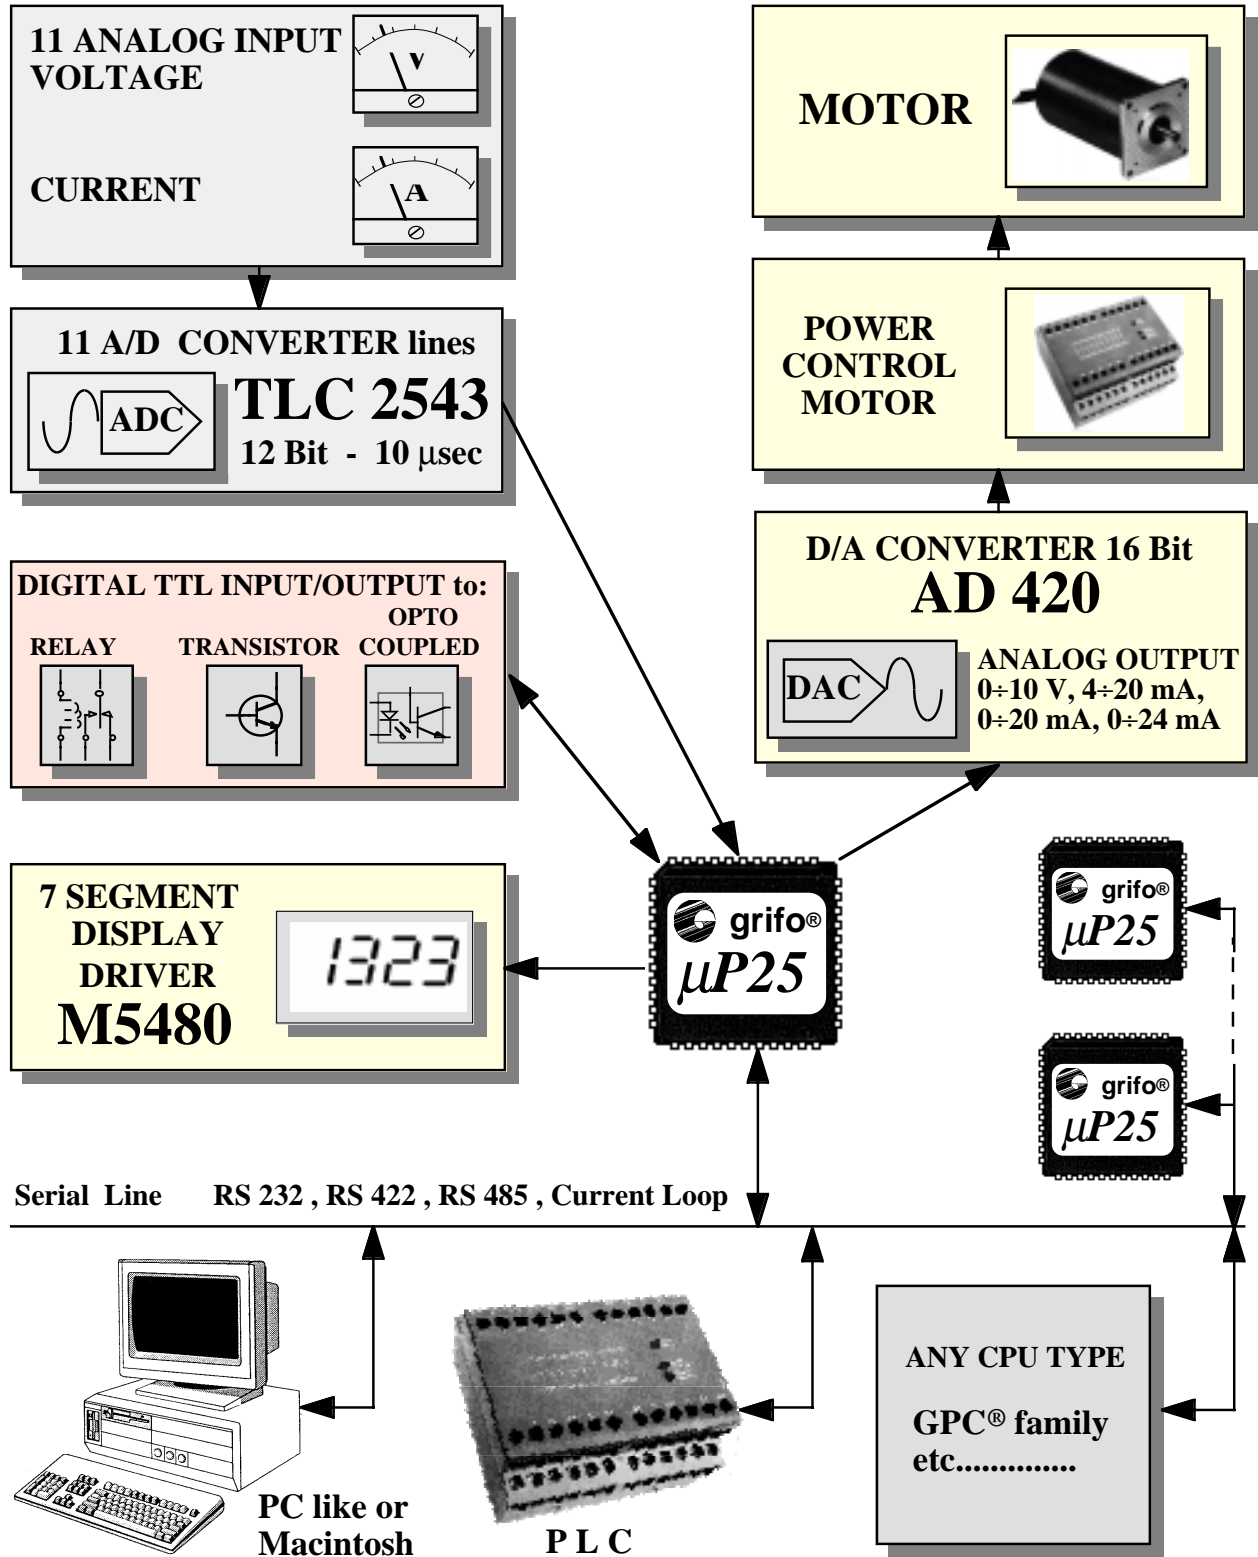 11 ANALOG INPUT
VOLTAGE
V
CURRENT
A
11 A/D CONVERTER lines
ADC
TLC 2543
12 Bit - 10 µsec
DIGITAL TTL INPUT/OUTPUT to:
RELAY
TRANSISTOR
OPTO
COUPLED
7 SEGMENT
DISPLAY
DRIVER
M5480
1323
MOTOR
POWER
CONTROL
MOTOR
D/A CONVERTER 16 Bit
AD 420
DAC
ANALOG OUTPUT
0÷10 V, 4÷20 mA,
0÷20 mA, 0÷24 mA
grifo®
µP25
grifo®
µP25
grifo®
µP25
Serial Line RS 232 , RS 422 , RS 485 , Current Loop
PC like or
Macintosh
P L C
ANY CPU TYPE
GPC® family
etc..............